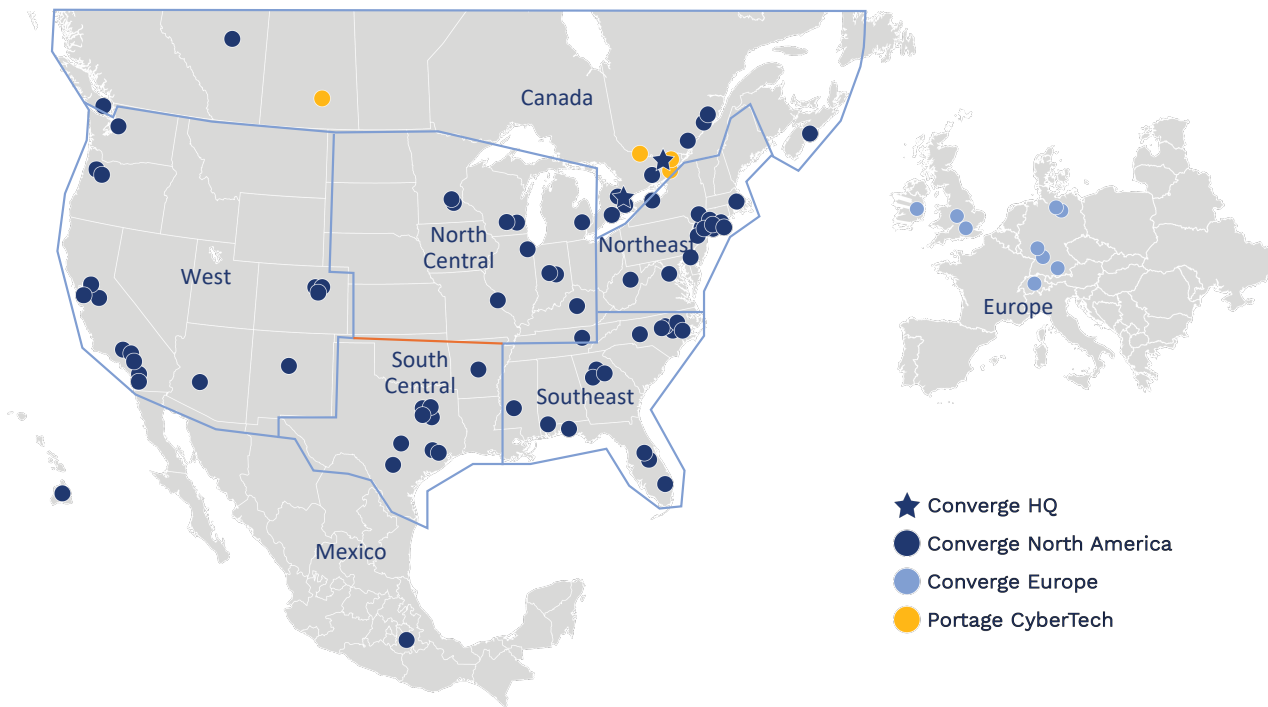 Canada
North
Central
Northeast
West
Europe
South
Central
Southeast
Mexico
Converge HQ
Converge North America
Converge Europe
Portage CyberTech